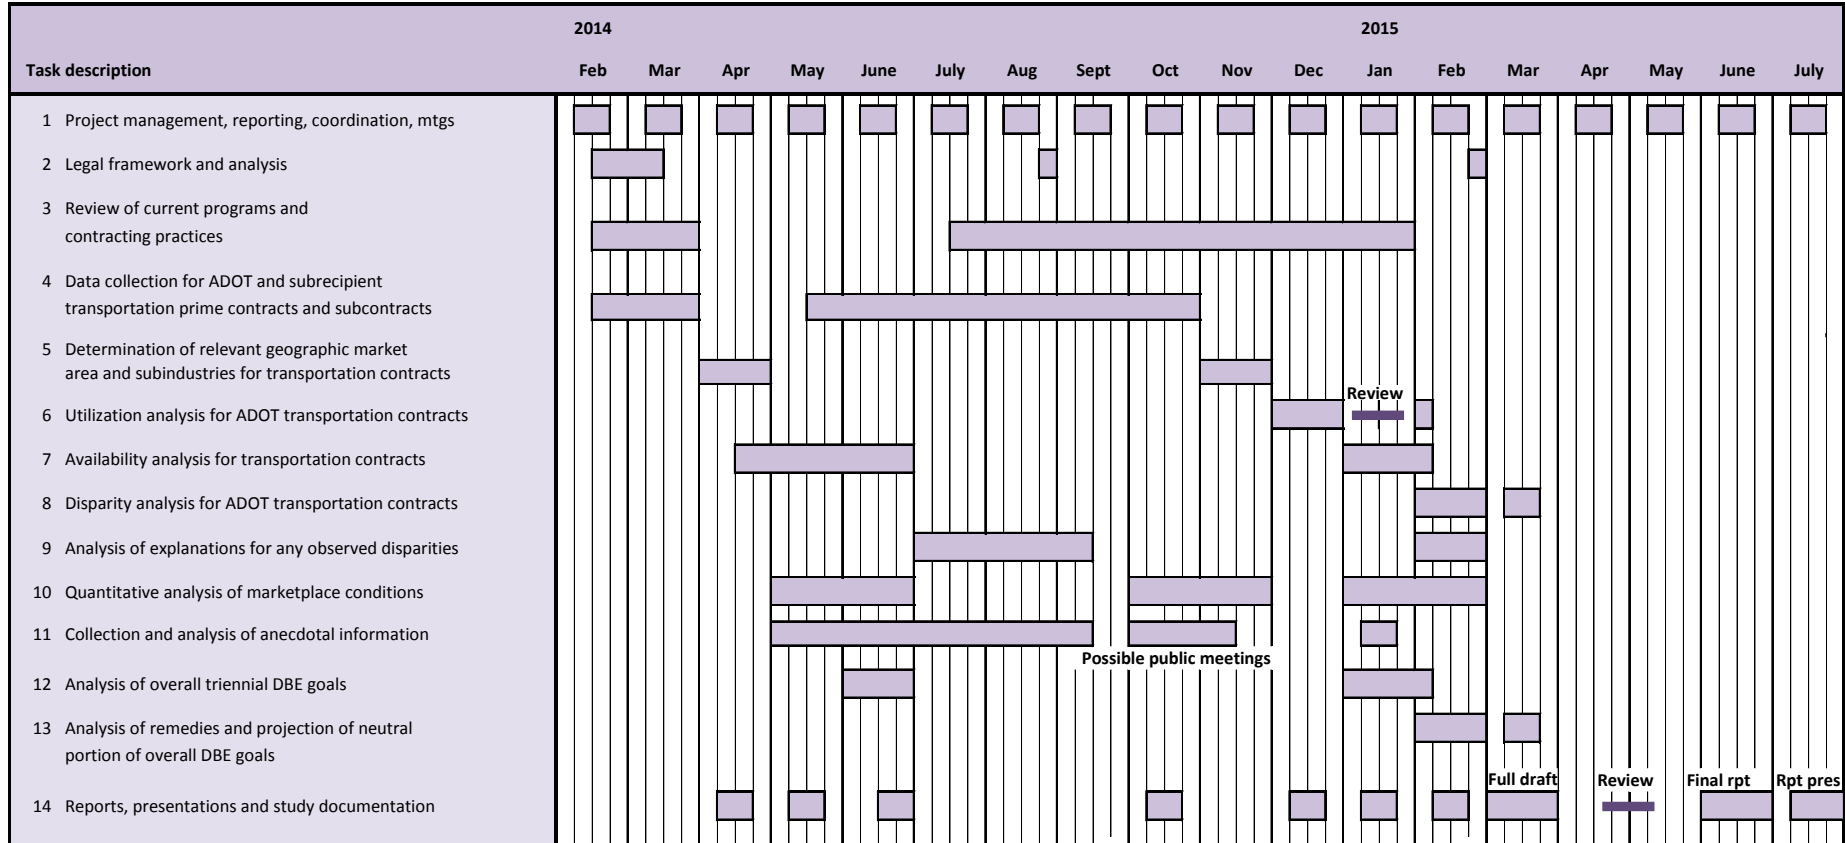 2014 2015
Task description Feb Mar Apr May June July Aug Sept Oct Nov Dec Jan Feb Mar Apr May June July
1 Project management, reporting, coordination, mtgs
2 Legal framework and analysis
3 Review of current programs and
contracting practices
4 Data collection for ADOT and subrecipient
transportation prime contracts and subcontracts
5 Determination of relevant geographic market
area and subindustries for transportation contracts
Review
6 Utilization analysis for ADOT transportation contracts
7 Availability analysis for transportation contracts
8 Disparity analysis for ADOT transportation contracts
9 Analysis of explanations for any observed disparities
10 Quantitative analysis of marketplace conditions
11 Collection and analysis of anecdotal information
Possible public meetings
12 Analysis of overall triennial DBE goals
13 Analysis of remedies and projection of neutral
portion of overall DBE goals
Full draft Review Final rpt Rpt pres
14 Reports, presentations and study documentation